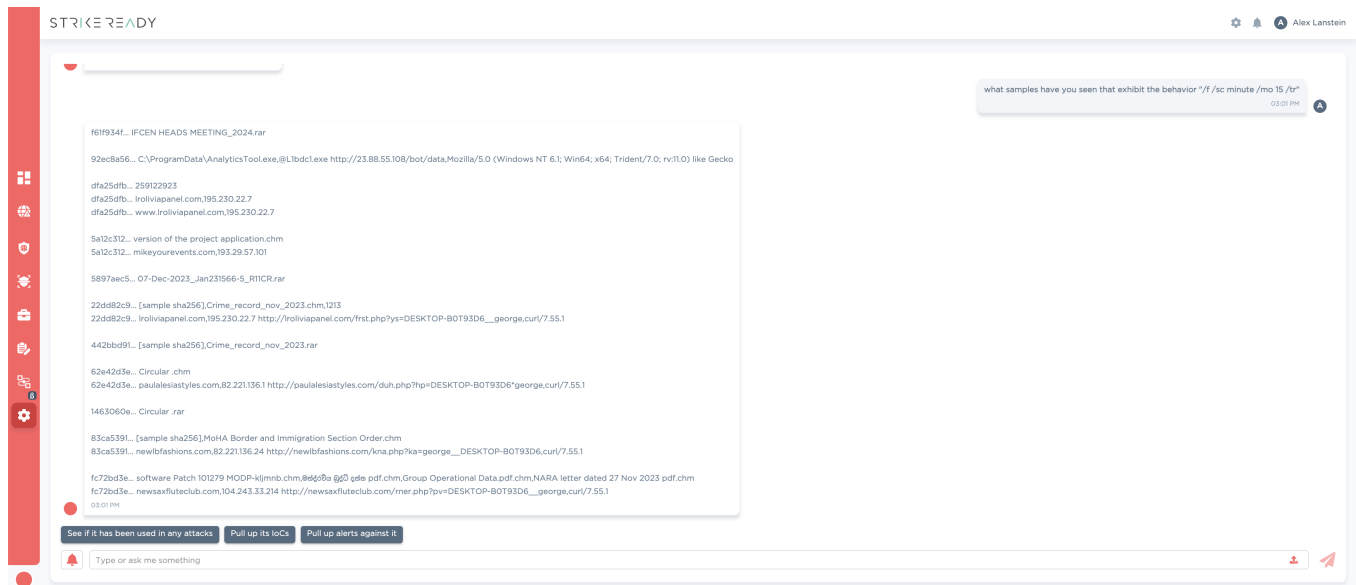 STRIKE READY
A Alex Lanstein
what samples have you seen that exhibit the behavior "/f /sc minute /mo 15 /tr"
03:01 PM
A
f61f934f... IFCEN HEADS MEETING_2024.rar
92ec8a56... C:\ProgramData\AnalyticsTool.exe,@L1bdc1.exe http://23.88.55.108/bot/data,Mozilla/5.0 (Windows NT 6.1; Win64; x64; Trident/7.0; rv:11.0) like Gecko
dfa25dfb... 259122923
dfa25dfb... lroliviapanel.com,195.230.22.7
dfa25dfb... www.lroliviapanel.com,195.230.22.7
5a12c312... version of the project application.chm
5a12c312... mikeyourevents.com,193.29.57.101
5897aec5... 07-Dec-2023_Jan231566-5_R11CR.rar
22dd82c9... [sample sha256],Crime_record_nov_2023.chm,1213
22dd82c9... lroliviapanel.com,195.230.22.7 http://lroliviapanel.com/frst.php?ys=DESKTOP-B0T93D6__george,curl/7.55.1
442bbd91... [sample sha256],Crime_record_nov_2023.rar
62e42d3e... Circular .chm
62e42d3e... paulalesiastyles.com,82.221.136.1 http://paulalesiastyles.com/duh.php?hp=DESKTOP-B0T93D6*george,curl/7.55.1
1463060e... Circular .rar
83ca5391... [sample sha256],MoHA Border and Immigration Section Order.chm
83ca5391... newlbfashions.com,82.221.136.24 http://newlbfashions.com/kna.php?ka=george__DESKTOP-B0T93D6,curl/7.55.1
fc72bd3e... software Patch 101279 MODP-kljmnb.chm, pdf.chm,Group Operational Data.pdf.chm,NARA letter dated 27 Nov 2023 pdf.chm
fc72bd3e... newsaxfluteclub.com,104.243.33.214 http://newsaxfluteclub.com/rner.php?pv=DESKTOP-B0T93D6__george,curl/7.55.1
03:01 PM
See if it has been used in any attacks
Pull up its IoCs
Pull up alerts against it
Type or ask me something